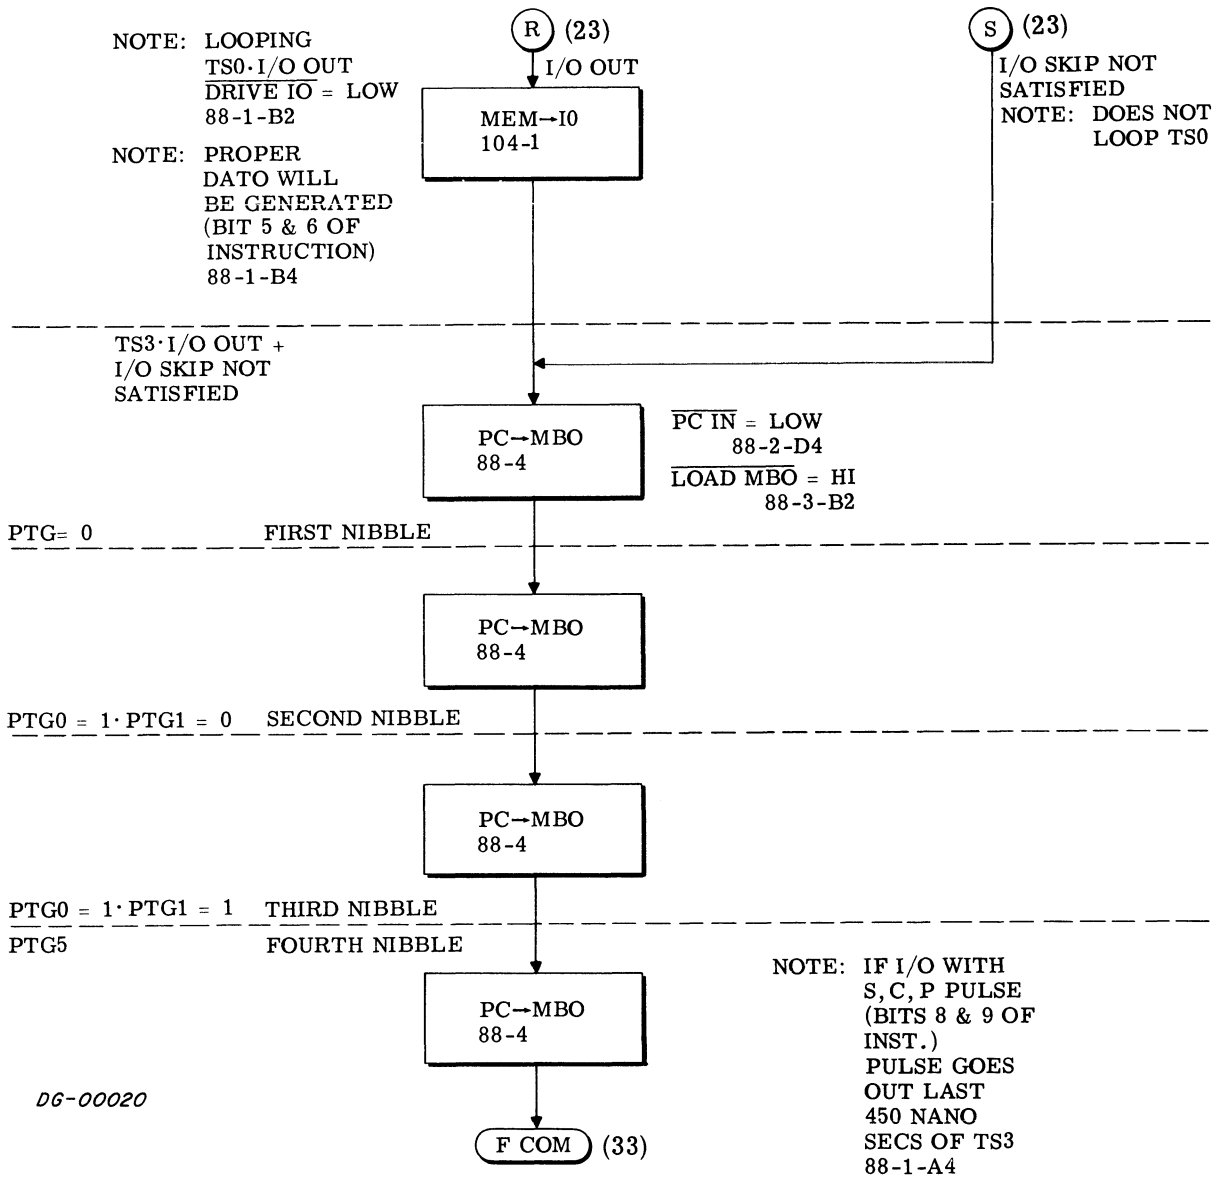 R (23)
S (23)
NOTE: LOOPING
TS0·I/O OUT
DRIVE IO = LOW
88-1-B2
I/O OUT
I/O SKIP NOT
SATISFIED
NOTE: DOES NOT
LOOP TS0
MEM→I0
104-1
NOTE: PROPER
DATO WILL
BE GENERATED
(BIT 5 & 6 OF
INSTRUCTION)
88-1-B4
TS3·I/O OUT +
I/O SKIP NOT
SATISFIED
PC→MBO
88-4
PC IN = LOW
88-2-D4
LOAD MBO = HI
88-3-B2
PTG= 0 FIRST NIBBLE
PC→MBO
88-4
PTG0 = 1·PTG1 = 0 SECOND NIBBLE
PC→MBO
88-4
PTG0 = 1·PTG1 = 1 THIRD NIBBLE
PTG5 FOURTH NIBBLE
PC→MBO
88-4
NOTE: IF I/O WITH
S, C, P PULSE
(BITS 8 & 9 OF
INST.)
PULSE GOES
OUT LAST
450 NANO
SECS OF TS3
88-1-A4
DG-00020
F COM (33)